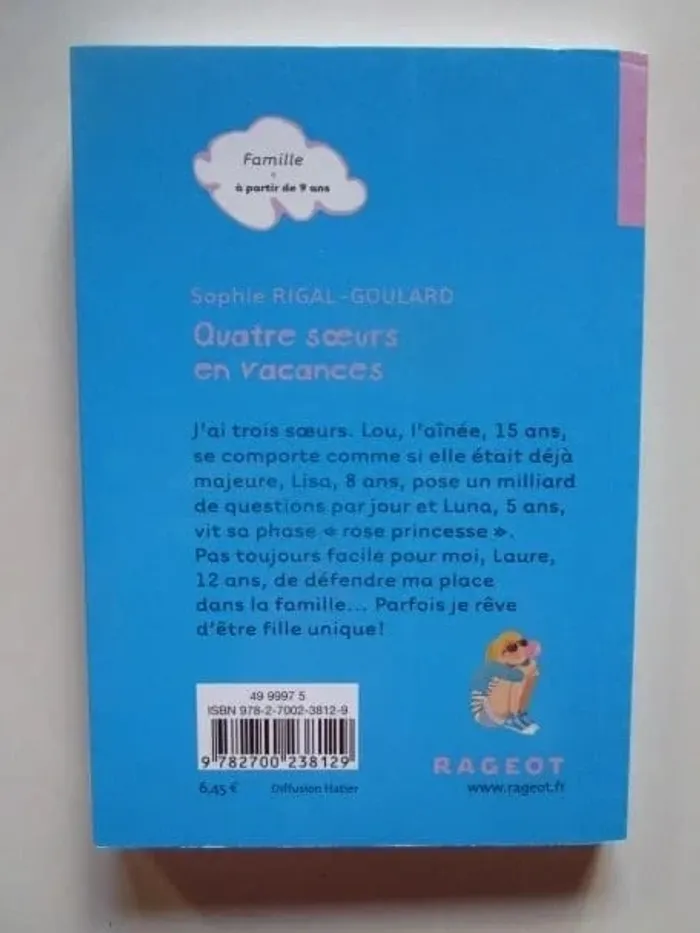 Famille
à partir de 9 ans
Sophie RIGAL-GOULARD
Quatre sœurs
en vacances
J'ai trois sœurs. Lou, l'aînée, 15 ans,
se comporte comme si elle était déjà
majeure, Lisa, 8 ans, pose un milliard
de questions par jour et Luna, 5 ans,
vit sa phase « rose princesse ».
Pas toujours facile pour moi, Laure,
12 ans, de défendre ma place
dans la famille... Parfois je rêve
d'être fille unique!
49 9997 5
ISBN 978-2-7002-3812-9
9 782700 238129
6,45 € Diffusion Hatier
RAGEOT
www.rageot.fr